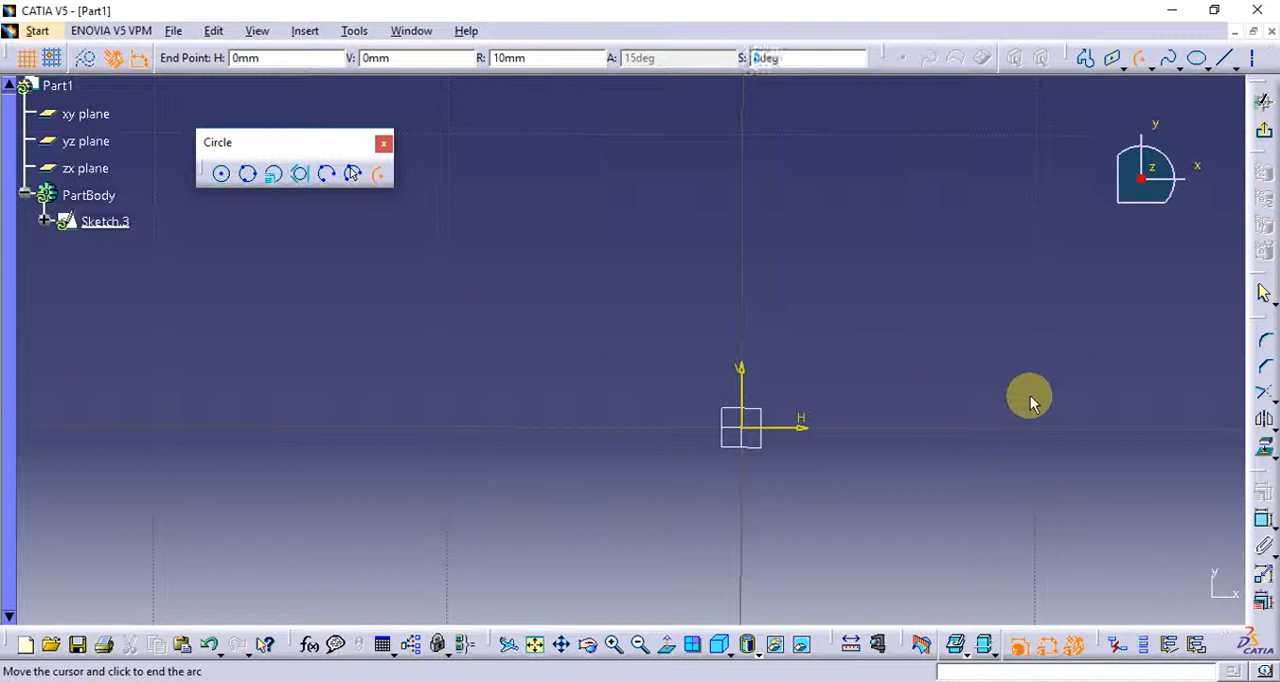 CATIA V5 - [Part1]
Start ENOVIA V5 VPM File Edit View Insert Tools Window Help
End Point: H: 0mm V: 0mm R: 10mm A: 15deg S: 0deg
Part1
xy plane
yz plane
zx plane
PartBody
Sketch.3
Circle
y
x
z
V
H
y
x
f(x)
CATIA
Move the cursor and click to end the arc